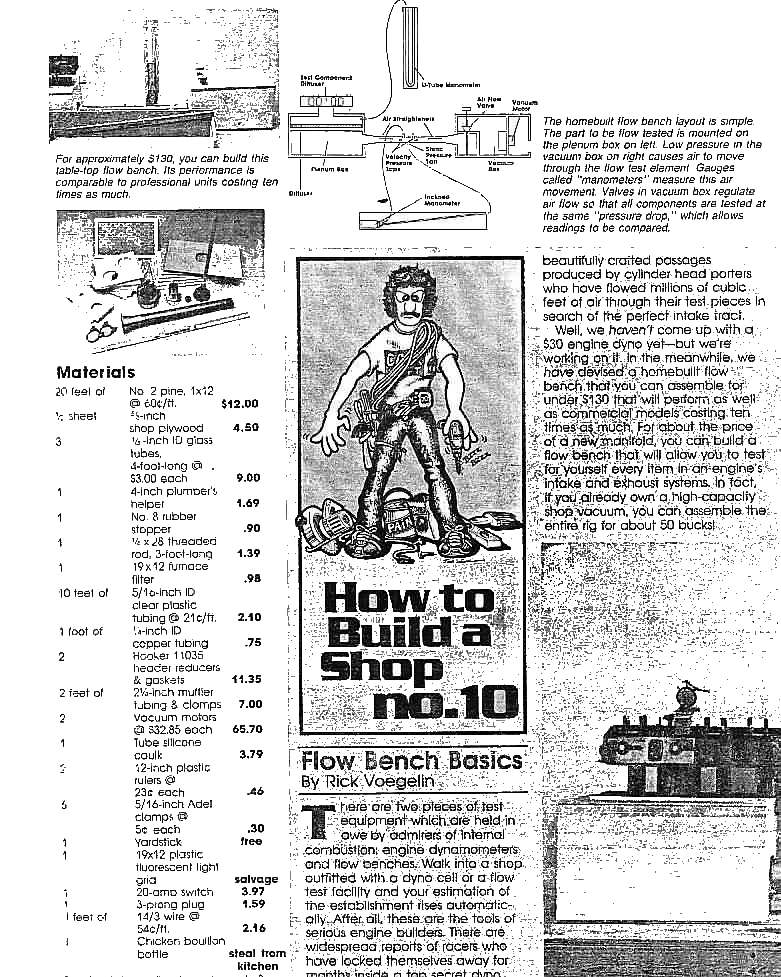 Test Component
Diffuser
U-Tube Manometer
Air Flow
Valve
Vacuum
Motor
Air Straighteners
Plenum Box
Velocity
Pressure
Taps
Static
Pressure
Vacuum
Box
Diffuser
Inclined
Manometer
For approximately $130, you can build this
table-top flow bench. Its performance is
comparable to professional units costing ten
times as much.
The homebuilt flow bench layout is simple.
The part to be flow tested is mounted on
the plenum box on left. Low pressure in the
vacuum box on right causes air to move
through the flow test element. Gauges
called "manometers" measure this air
movement. Valves in vacuum box regulate
air flow so that all components are tested at
the same "pressure drop," which allows
readings to be compared.
Materials
20 feet of No. 2 pine, 1x12
@ 60¢/ft. $12.00
½ sheet
shop plywood 4.50
3 -inch ID glass
tubes,
4-foot-long @
$3.00 each 9.00
1 4-inch plumber's
helper 1.69
1 No. 8 rubber
stopper .90
1 ¼ x 28 threaded
rod, 3-foot-long 1.39
1 19x12 furnace
filter .98
10 feet of 5/16-inch ID
clear plastic
tubing @ 21¢/ft. 2.10
1 foot of ¼-inch ID
copper tubing .75
2 Hooker 11035
header reducers
& gaskets 11.35
2 feet of 2¼-inch muffler
tubing & clamps 7.00
2 Vacuum motors
@ $32.85 each 65.70
1 Tube silicone
caulk 3.79
2 12-inch plastic
rulers @
23¢ each .46
6 5/16-inch Adel
clamps @
5¢ each .30
1 Yardstick free
1 19x12 plastic
fluorescent light
grid salvage
1 20-amp switch 3.97
1 3-prong plug 1.59
feet of 14/3 wire @
54¢/ft. 2.16
1 Chicken bouillon
bottle steal from
kitchen
How to
Build a
Shop
no.10
Flow Bench Basics
By Rick Voegelin
There are two pieces of test
equipment which are held in
awe by admirers of internal
combustion: engine dynamometers
and flow benches. Walk into a shop
outfitted with a dyno cell or a flow
test facility and your estimation of
the establishment rises automatic-
ally. After all, these are the tools of
serious engine builders. There are
widespread reports of racers who
have locked themselves away for
months inside a top secret dyno
beautifully crafted passages
produced by cylinder head porters
who have flowed millions of cubic
feet of air through their test pieces in
search of the perfect intake tract.
Well, we haven't come up with a
$30 engine dyno yet—but we're
working on it. In the meanwhile, we
have devised a homebuilt flow
bench that you can assemble for
under $130 that will perform as well
as commercial models costing ten
times as much. For about the price
of a new manifold, you can build a
flow bench that will allow you to test
for yourself every item in an engine's
intake and exhaust systems. In fact,
if you already own a high-capacity
shop vacuum, you can assemble the
entire rig for about 50 bucks!